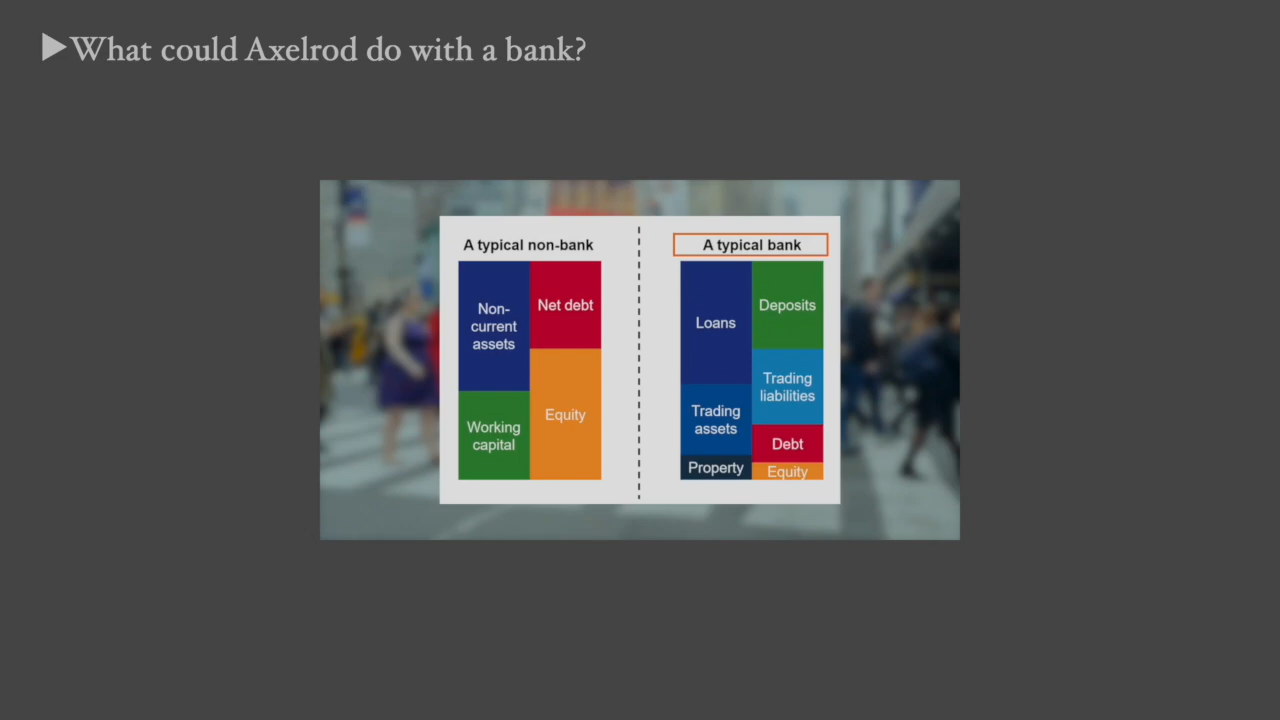 What could Axelrod do with a bank?
A typical non-bank
Non-
current
assets
Net debt
Working
capital
Equity
A typical bank
Loans
Deposits
Trading
assets
Trading
liabilities
Debt
Property
Equity